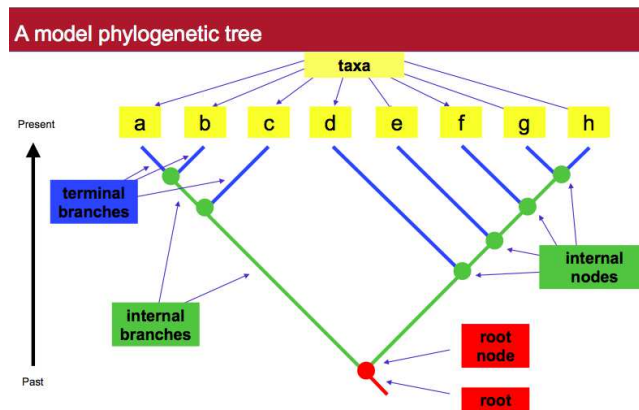 A model phylogenetic tree
taxa
Present
a b c d e f g h
terminal
branches
internal
nodes
internal
branches
root
node
Past
root